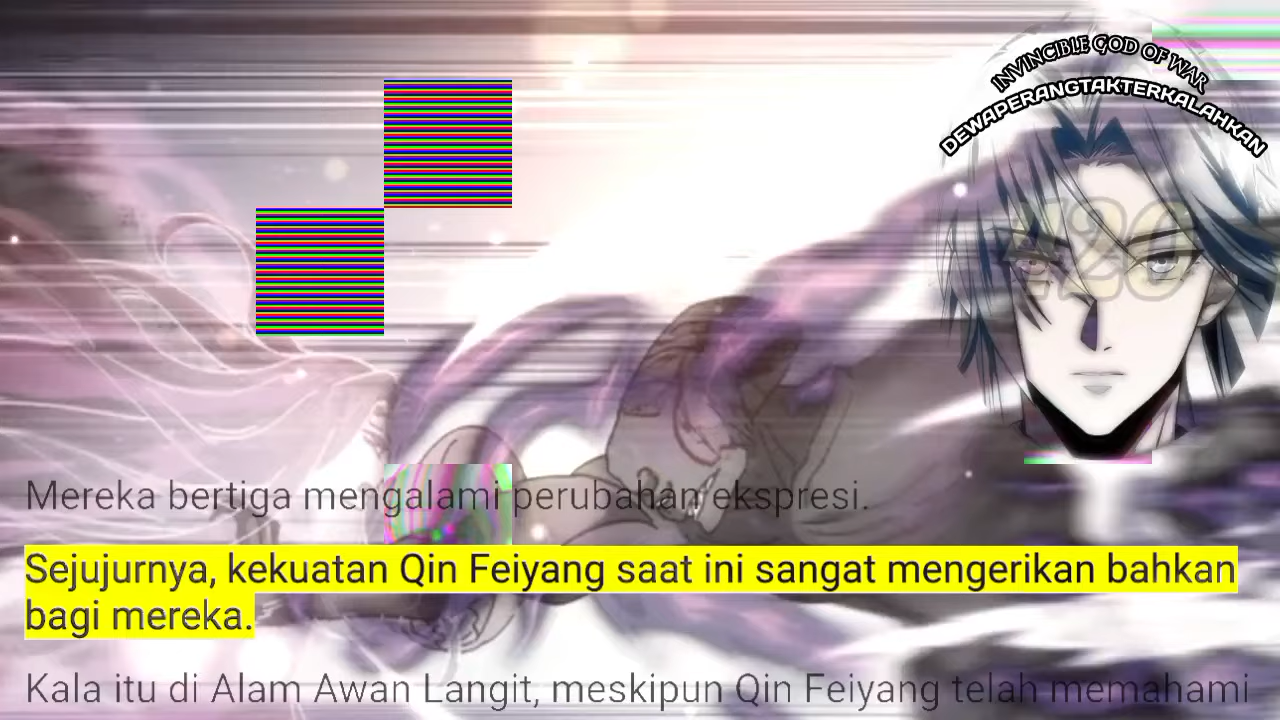 INVINCIBLE GOD OF WAR
DEWAPERANGTAKTERKALAHKAN
Mereka bertiga mengalami perubahan ekspresi.
Sejujurnya, kekuatan Qin Feiyang saat ini sangat mengerikan bahkan
bagi mereka.
Kala itu di Alam Awan Langit, meskipun Qin Feiyang telah memahami